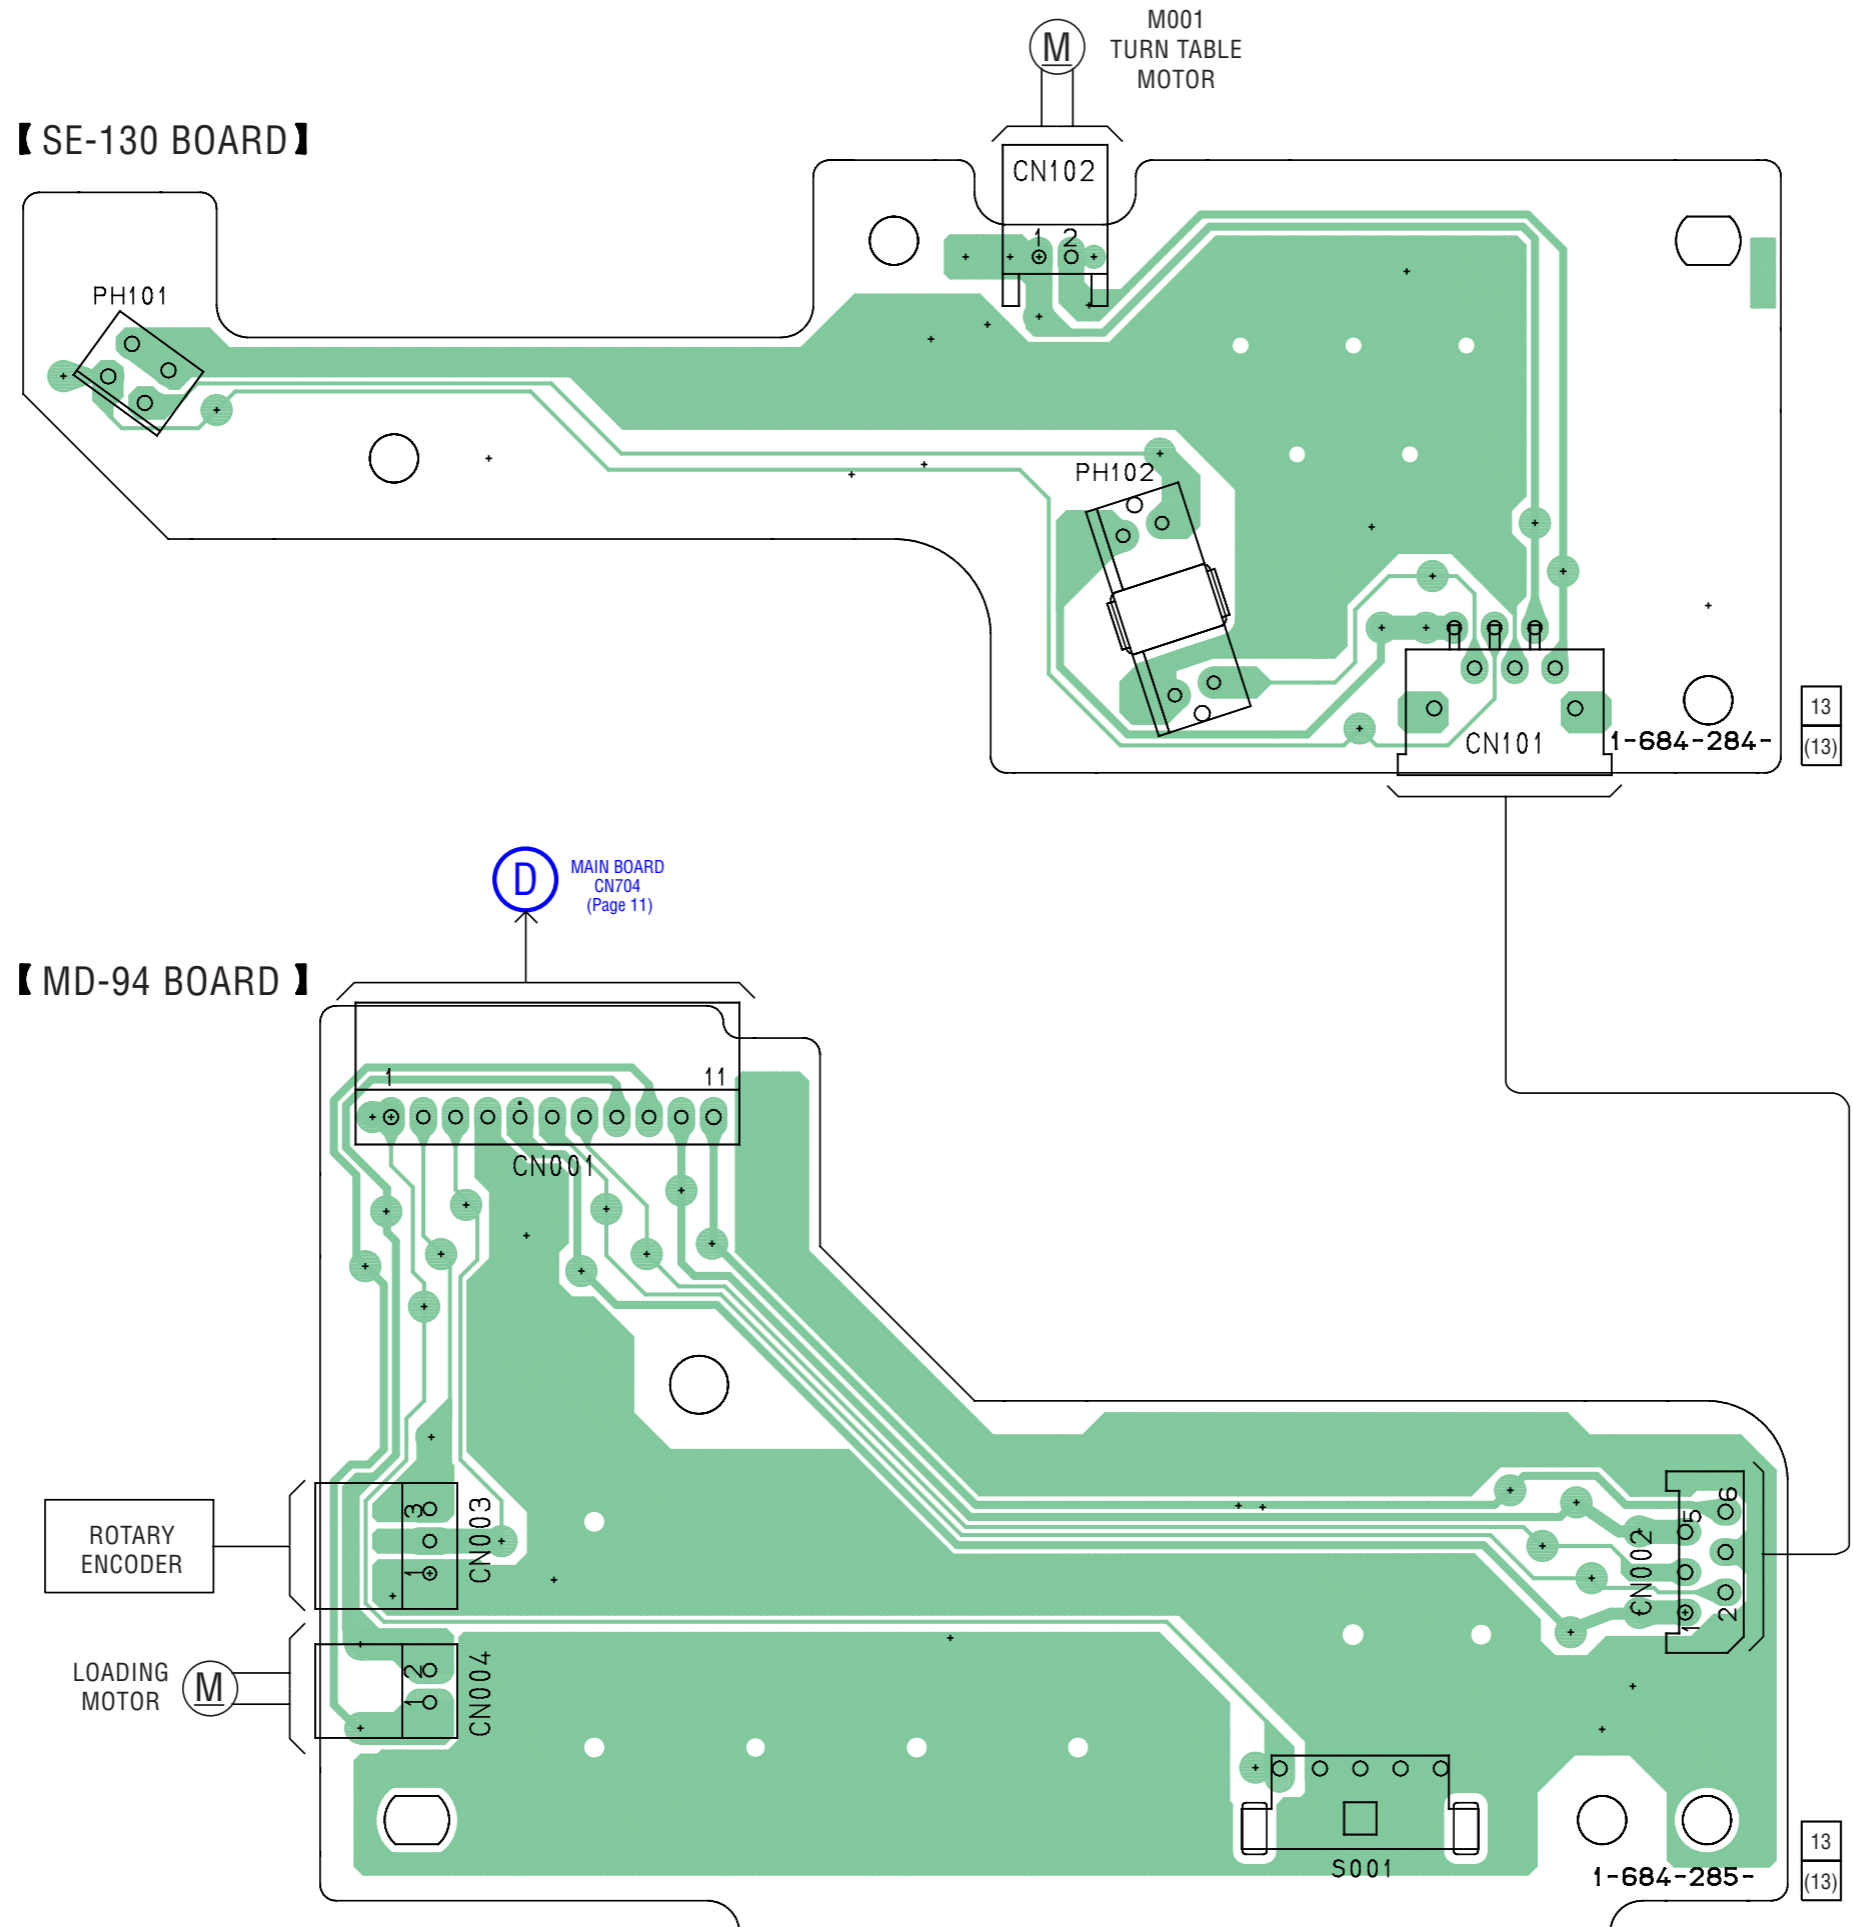 M001
TURN TABLE
MOTOR
M
【 SE-130 BOARD】
CN102
1 2
PH101
PH102
CN101
1-684-284-
13
(13)
D
MAIN BOARD
CN704
(Page 11)
【 MD-94 BOARD 】
1
11
CN001
ROTARY
ENCODER
3
1
CN003
CN002
5
6
1
2
LOADING
MOTOR
M
2
1
CN004
S001
1-684-285-
13
(13)